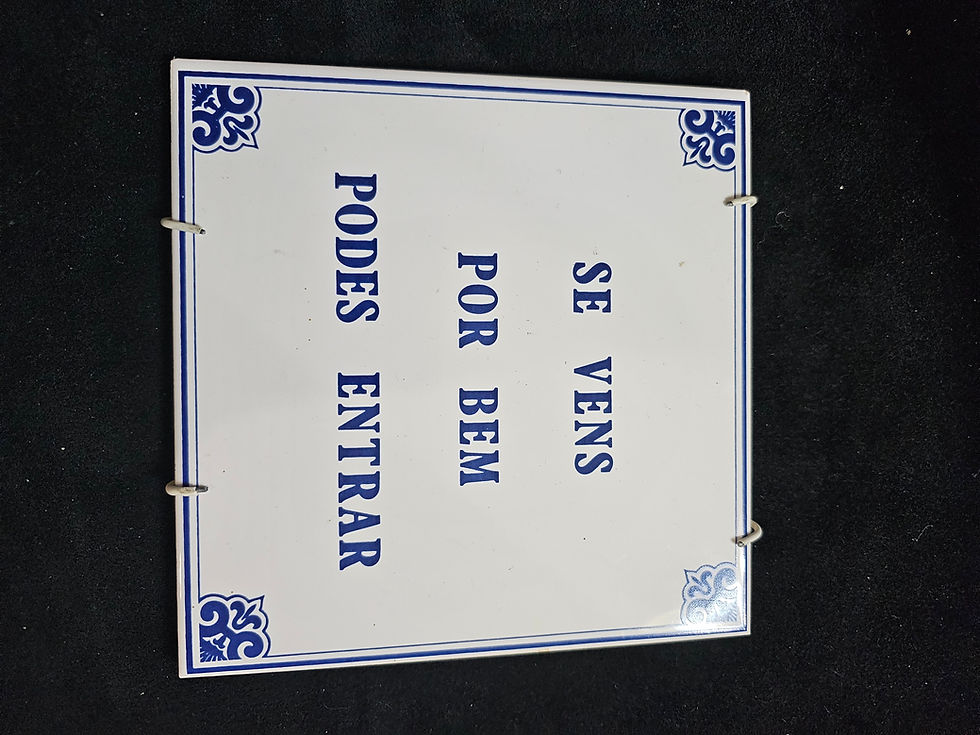 SE VENS
POR BEM
PODES ENTRAR